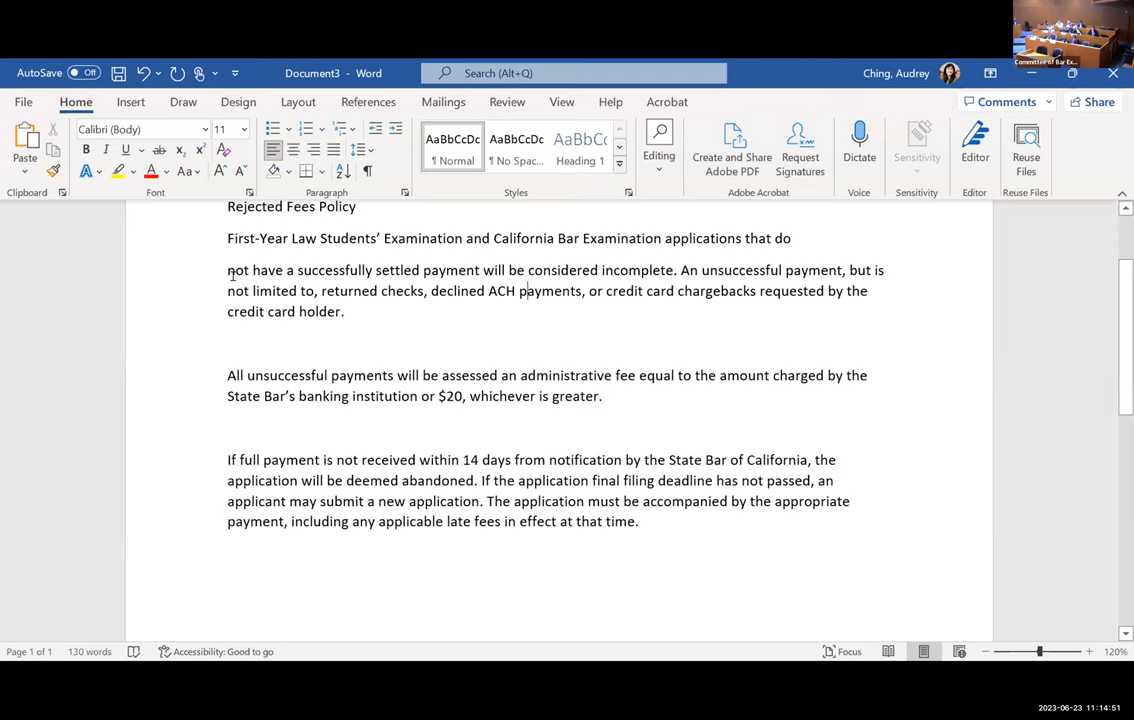 Committee of Bar Ex...
AutoSave Off Document3 - Word Search (Alt+Q) Ching, Audrey
File Home Insert Draw Design Layout References Mailings Review View Help Acrobat Comments Share
Calibri (Body) 11
AaBbCcDc AaBbCcDc AaBbCc
Paste
B I U ab x₂ x² A
¶ Normal ¶ No Spac... Heading 1
Editing
Create and Share Adobe PDF
Request Signatures
Dictate
Sensitivity
Editor
Reuse Files
Clipboard Font Paragraph Styles Adobe Acrobat Voice Sensitivity Editor Reuse Files
Rejected Fees Policy
First-Year Law Students’ Examination and California Bar Examination applications that do
not have a successfully settled payment will be considered incomplete. An unsuccessful payment, but is
not limited to, returned checks, declined ACH payments, or credit card chargebacks requested by the
credit card holder.
All unsuccessful payments will be assessed an administrative fee equal to the amount charged by the
State Bar’s banking institution or $20, whichever is greater.
If full payment is not received within 14 days from notification by the State Bar of California, the
application will be deemed abandoned. If the application final filing deadline has not passed, an
applicant may submit a new application. The application must be accompanied by the appropriate
payment, including any applicable late fees in effect at that time.
Page 1 of 1 130 words Accessibility: Good to go Focus 120%
2023-06-23 11:14:51